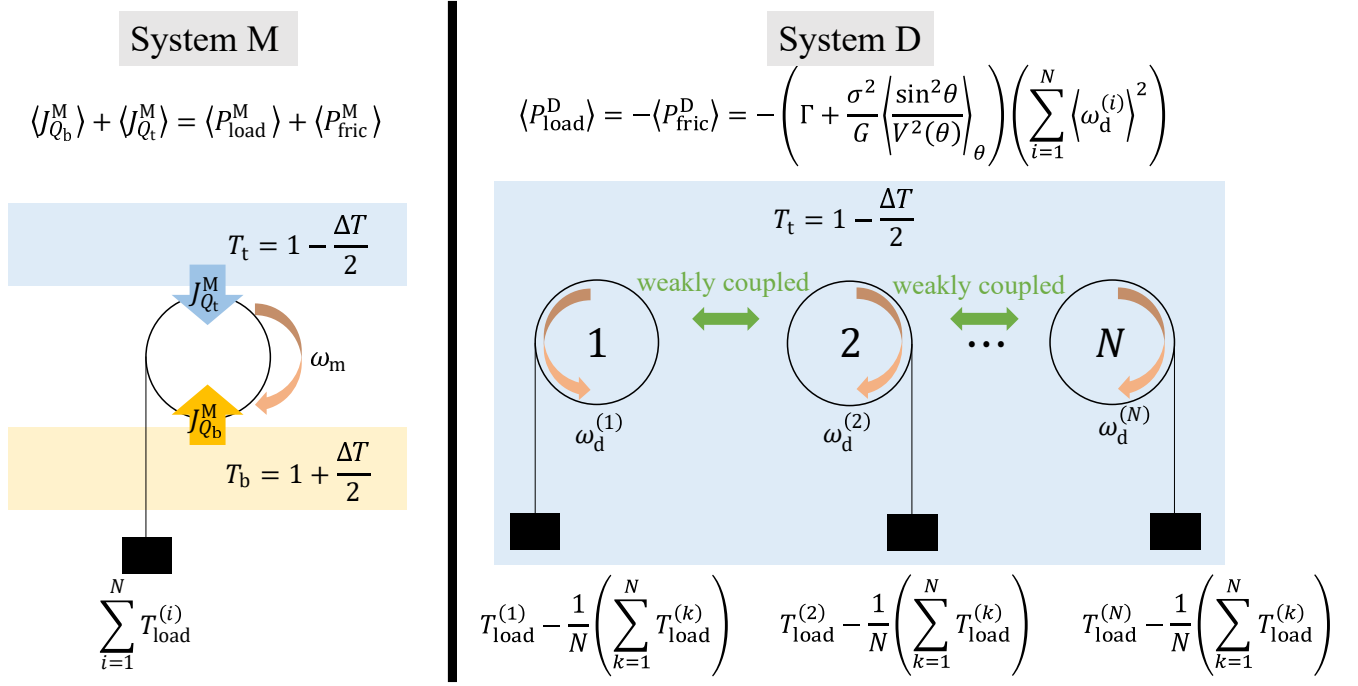 System M
⟨J_{Q_b}^M⟩ + ⟨J_{Q_t}^M⟩ = ⟨P_load^M⟩ + ⟨P_fric^M⟩
T_t = 1 − ΔT/2
J_{Q_t}^M
ω_m
J_{Q_b}^M
T_b = 1 + ΔT/2
∑_{i=1}^{N} T_load^{(i)}
System D
⟨P_load^D⟩ = −⟨P_fric^D⟩ = −(Γ + σ²/G ⟨sin²θ/V²(θ)⟩_θ)(∑_{i=1}^{N} ⟨ω_d^{(i)}⟩²)
T_t = 1 − ΔT/2
weakly coupled
weakly coupled
1
2
⋯
N
ω_d^{(1)}
ω_d^{(2)}
ω_d^{(N)}
T_load^{(1)} − 1/N (∑_{k=1}^{N} T_load^{(k)})
T_load^{(2)} − 1/N (∑_{k=1}^{N} T_load^{(k)})
T_load^{(N)} − 1/N (∑_{k=1}^{N} T_load^{(k)})